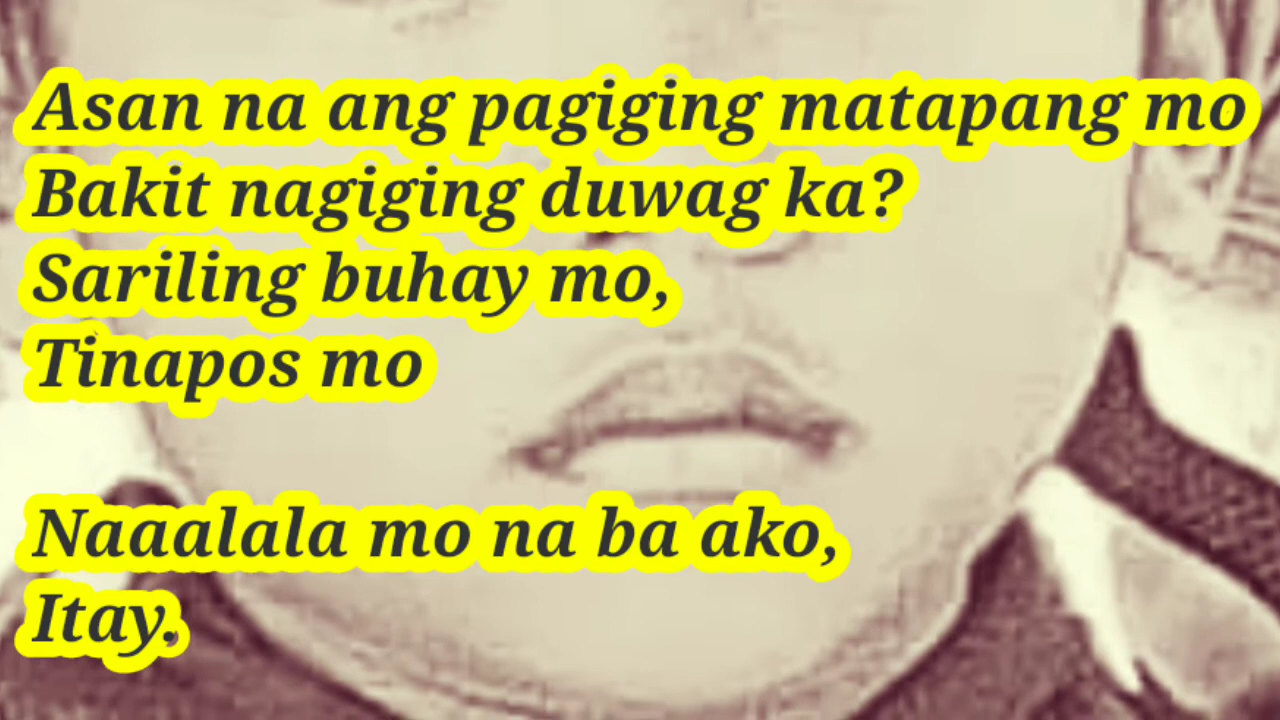 Asan na ang pagiging matapang mo
Bakit nagiging duwag ka?
Sariling buhay mo,
Tinapos mo
Naaalala mo na ba ako,
Itay.